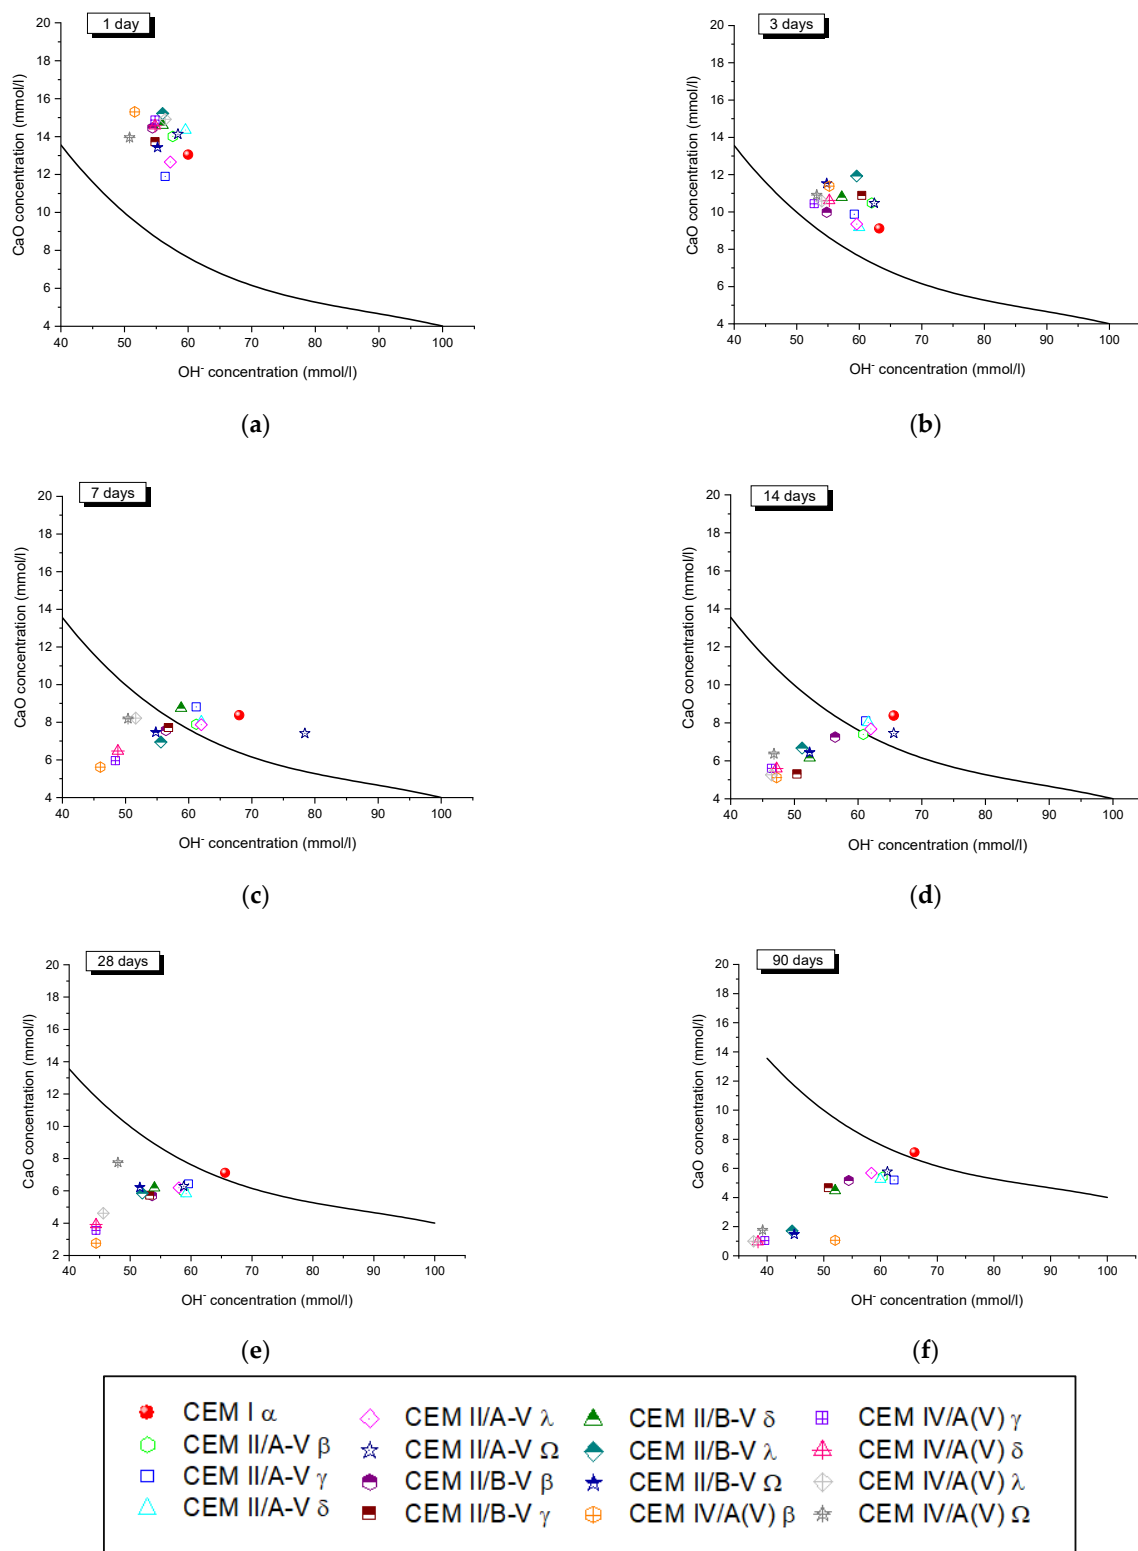 1 day
20
18
16
14
12
10
8
6
4
40 50 60 70 80 90 100
CaO concentration (mmol/l)
OH⁻ concentration (mmol/l)
(a)
3 days
20
18
16
14
12
10
8
6
4
40 50 60 70 80 90 100
CaO concentration (mmol/l)
OH⁻ concentration (mmol/l)
(b)
7 days
20
18
16
14
12
10
8
6
4
40 50 60 70 80 90 100
CaO concentration (mmol/l)
OH⁻ concentration (mmol/l)
(c)
14 days
20
18
16
14
12
10
8
6
4
40 50 60 70 80 90 100
CaO concentration (mmol/l)
OH⁻ concentration (mmol/l)
(d)
28 days
20
18
16
14
12
10
8
6
4
2
40 50 60 70 80 90 100
CaO concentration (mmol/l)
OH⁻ concentration (mmol/l)
(e)
90 days
20
18
16
14
12
10
8
6
4
2
0
40 50 60 70 80 90 100
CaO concentration (mmol/l)
OH⁻ concentration (mmol/l)
(f)
CEM I α
CEM II/A-V β
CEM II/A-V γ
CEM II/A-V δ
CEM II/A-V λ
CEM II/A-V Ω
CEM II/B-V β
CEM II/B-V γ
CEM II/B-V δ
CEM II/B-V λ
CEM II/B-V Ω
CEM IV/A(V) β
CEM IV/A(V) γ
CEM IV/A(V) δ
CEM IV/A(V) λ
CEM IV/A(V) Ω